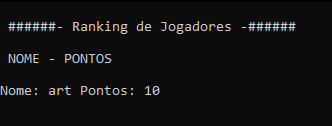 ######- Ranking de Jogadores -######
NOME - PONTOS
Nome: art Pontos: 10